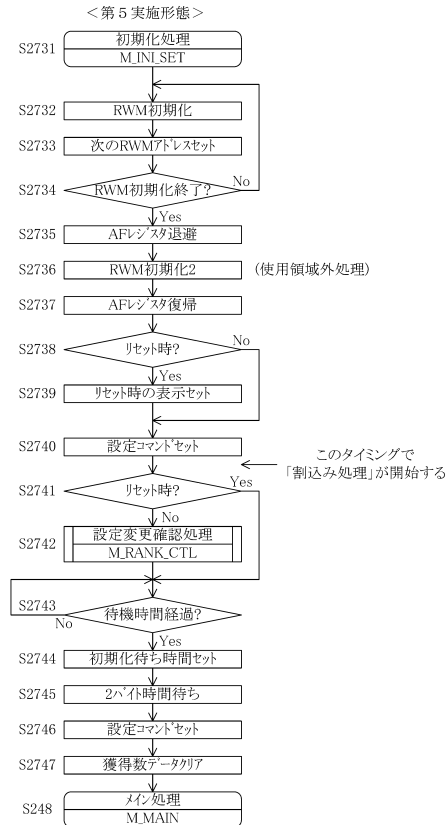 ＜第５実施形態＞
S2731
初期化処理
M_INI_SET
S2732
RWM初期化
S2733
次のRWMｱﾄﾞﾚｽｾｯﾄ
S2734
RWM初期化終了?
No
Yes
S2735
AFﾚｼﾞｽﾀ退避
S2736
RWM初期化2
(使用領域外処理)
S2737
AFﾚｼﾞｽﾀ復帰
S2738
ﾘｾｯﾄ時?
No
Yes
S2739
ﾘｾｯﾄ時の表示ｾｯﾄ
S2740
設定ｺﾏﾝﾄﾞｾｯﾄ
このタイミングで
「割込み処理」が開始する
S2741
ﾘｾｯﾄ時?
Yes
No
S2742
設定変更確認処理
M_RANK_CTL
S2743
待機時間経過?
No
Yes
S2744
初期化待ち時間ｾｯﾄ
S2745
2ﾊﾞｲﾄ時間待ち
S2746
設定ｺﾏﾝﾄﾞｾｯﾄ
S2747
獲得数ﾃﾞｰﾀｸﾘｱ
S248
ﾒｲﾝ処理
M_MAIN